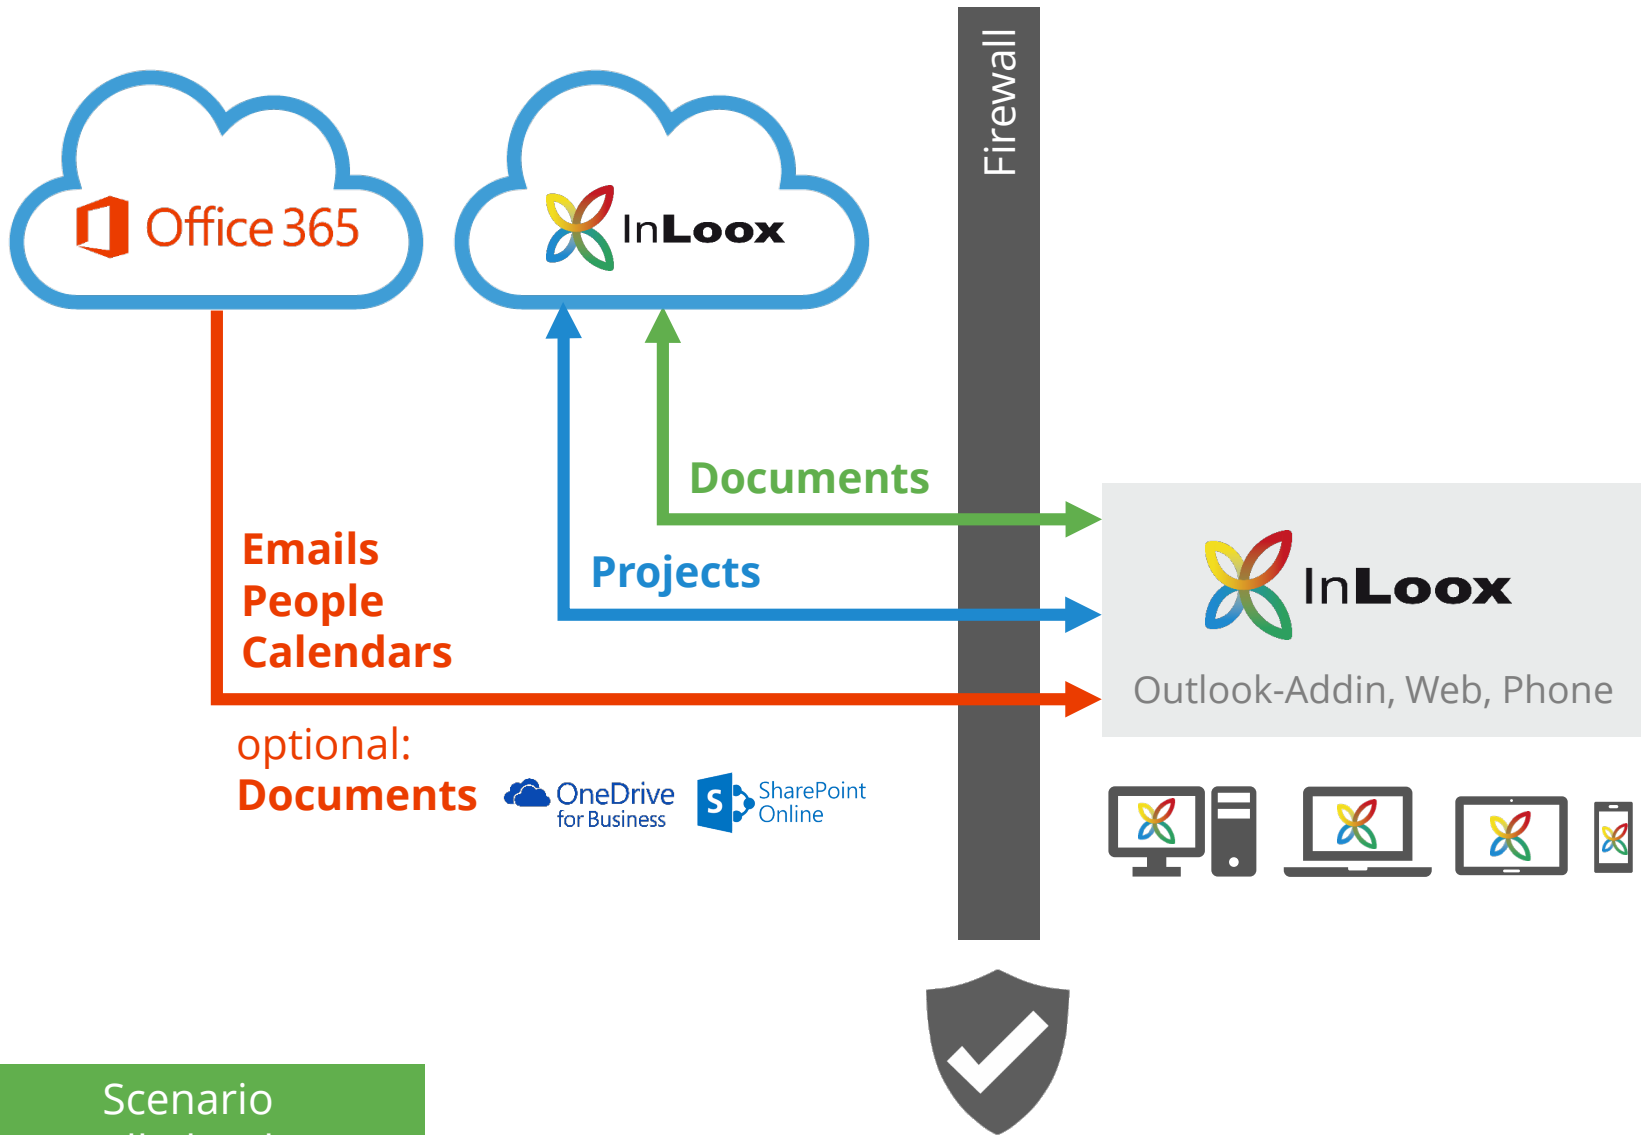 Firewall
Office 365
InLoox
Documents
Emails
People
Calendars
Projects
InLoox
Outlook-Addin, Web, Phone
optional:
Documents
OneDrive
for Business
S
SharePoint
Online
Scenario